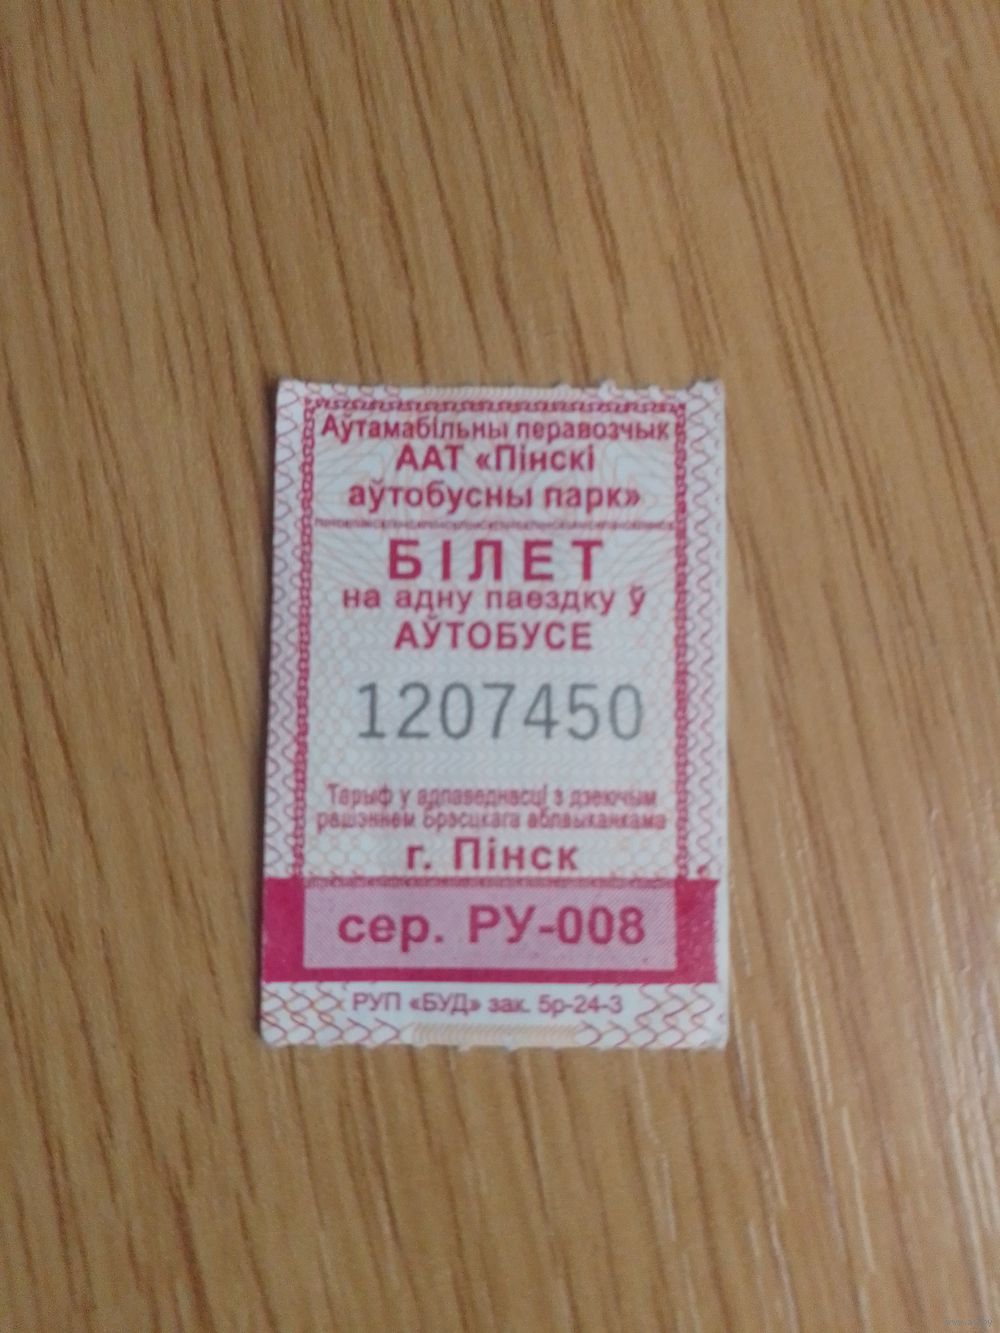 Аўтамабільны перавозчык
ААТ «Пінскі
аўтобусны парк»
БІЛЕТ
на адну паездку ў
АЎТОБУСЕ
1207450
Тарыф у адпаведнасці з дзеючым
рашэннем Брэсцкага аблвыканкама
г. Пінск
сер. РУ-008
РУП «БУД» зак. 5р-24-3